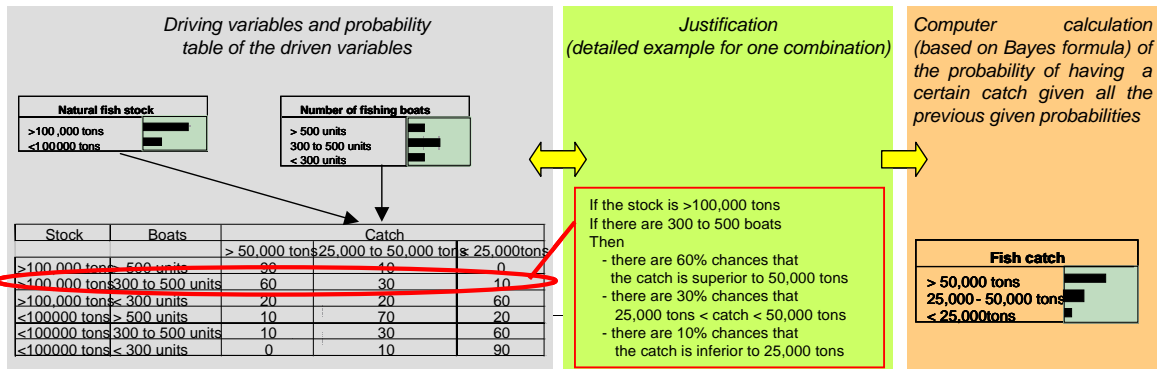 Driving variables and probability
table of the driven variables
Natural fish stock
>100 ,000 tons
<100000 tons
Number of fishing boats
> 500 units
300 to 500 units
< 300 units
Stock Boats Catch
> 50,000 tons 25,000 to 50,000 tons < 25,000tons
>100,000 tons > 500 units 90 10 0
>100,000 tons 300 to 500 units 60 30 10
>100,000 tons < 300 units 20 20 60
<100000 tons > 500 units 10 70 20
<100000 tons 300 to 500 units 10 30 60
<100000 tons < 300 units 0 10 90
Justification
(detailed example for one combination)
If the stock is >100,000 tons
If there are 300 to 500 boats
Then
- there are 60% chances that
the catch is superior to 50,000 tons
- there are 30% chances that
25,000 tons < catch < 50,000 tons
- there are 10% chances that
the catch is inferior to 25,000 tons
Computer calculation
(based on Bayes formula) of
the probability of having a
certain catch given all the
previous given probabilities
Fish catch
> 50,000 tons
25,000 - 50,000 tons
< 25,000tons